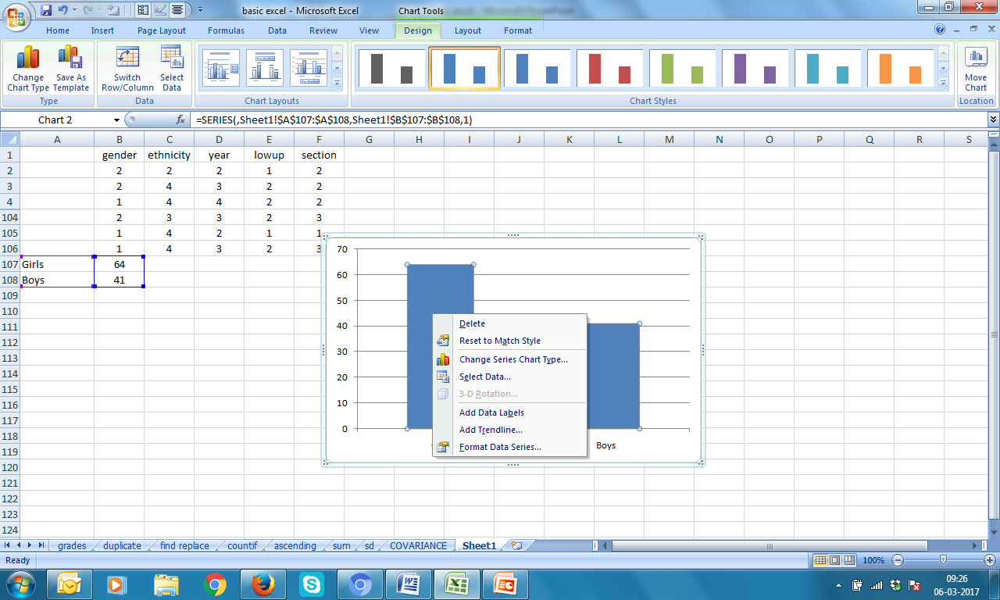 basic excel - Microsoft Excel Chart Tools
Home Insert Page Layout Formulas Data Review View Design Layout Format
Change Chart Type Save As Template Switch Row/Column Select Data Move Chart
Type Data Chart Layouts Chart Styles Location
Chart 2 fx =SERIES(,Sheet1!$A$107:$A$108,Sheet1!$B$107:$B$108,1)
A B C D E F G H I J K L M N O P Q R S
1 gender ethnicity year lowup section
2 2 2 2 1 2
3 2 4 3 2 2
4 1 4 4 2 2
104 2 3 3 2 3
105 1 4 2 1 1
106 1 4 3 2 3
107 Girls 64
108 Boys 41
109
110
111
112
113
114
115
116
117
118
119
120
121
122
123
124
70
60
50
40
30
20
10
0
Boys
Delete
Reset to Match Style
Change Series Chart Type...
Select Data...
3-D Rotation...
Add Data Labels
Add Trendline...
Format Data Series...
grades duplicate find replace countif ascending sum sd COVARIANCE Sheet1
Ready 100%
09:26
06-03-2017